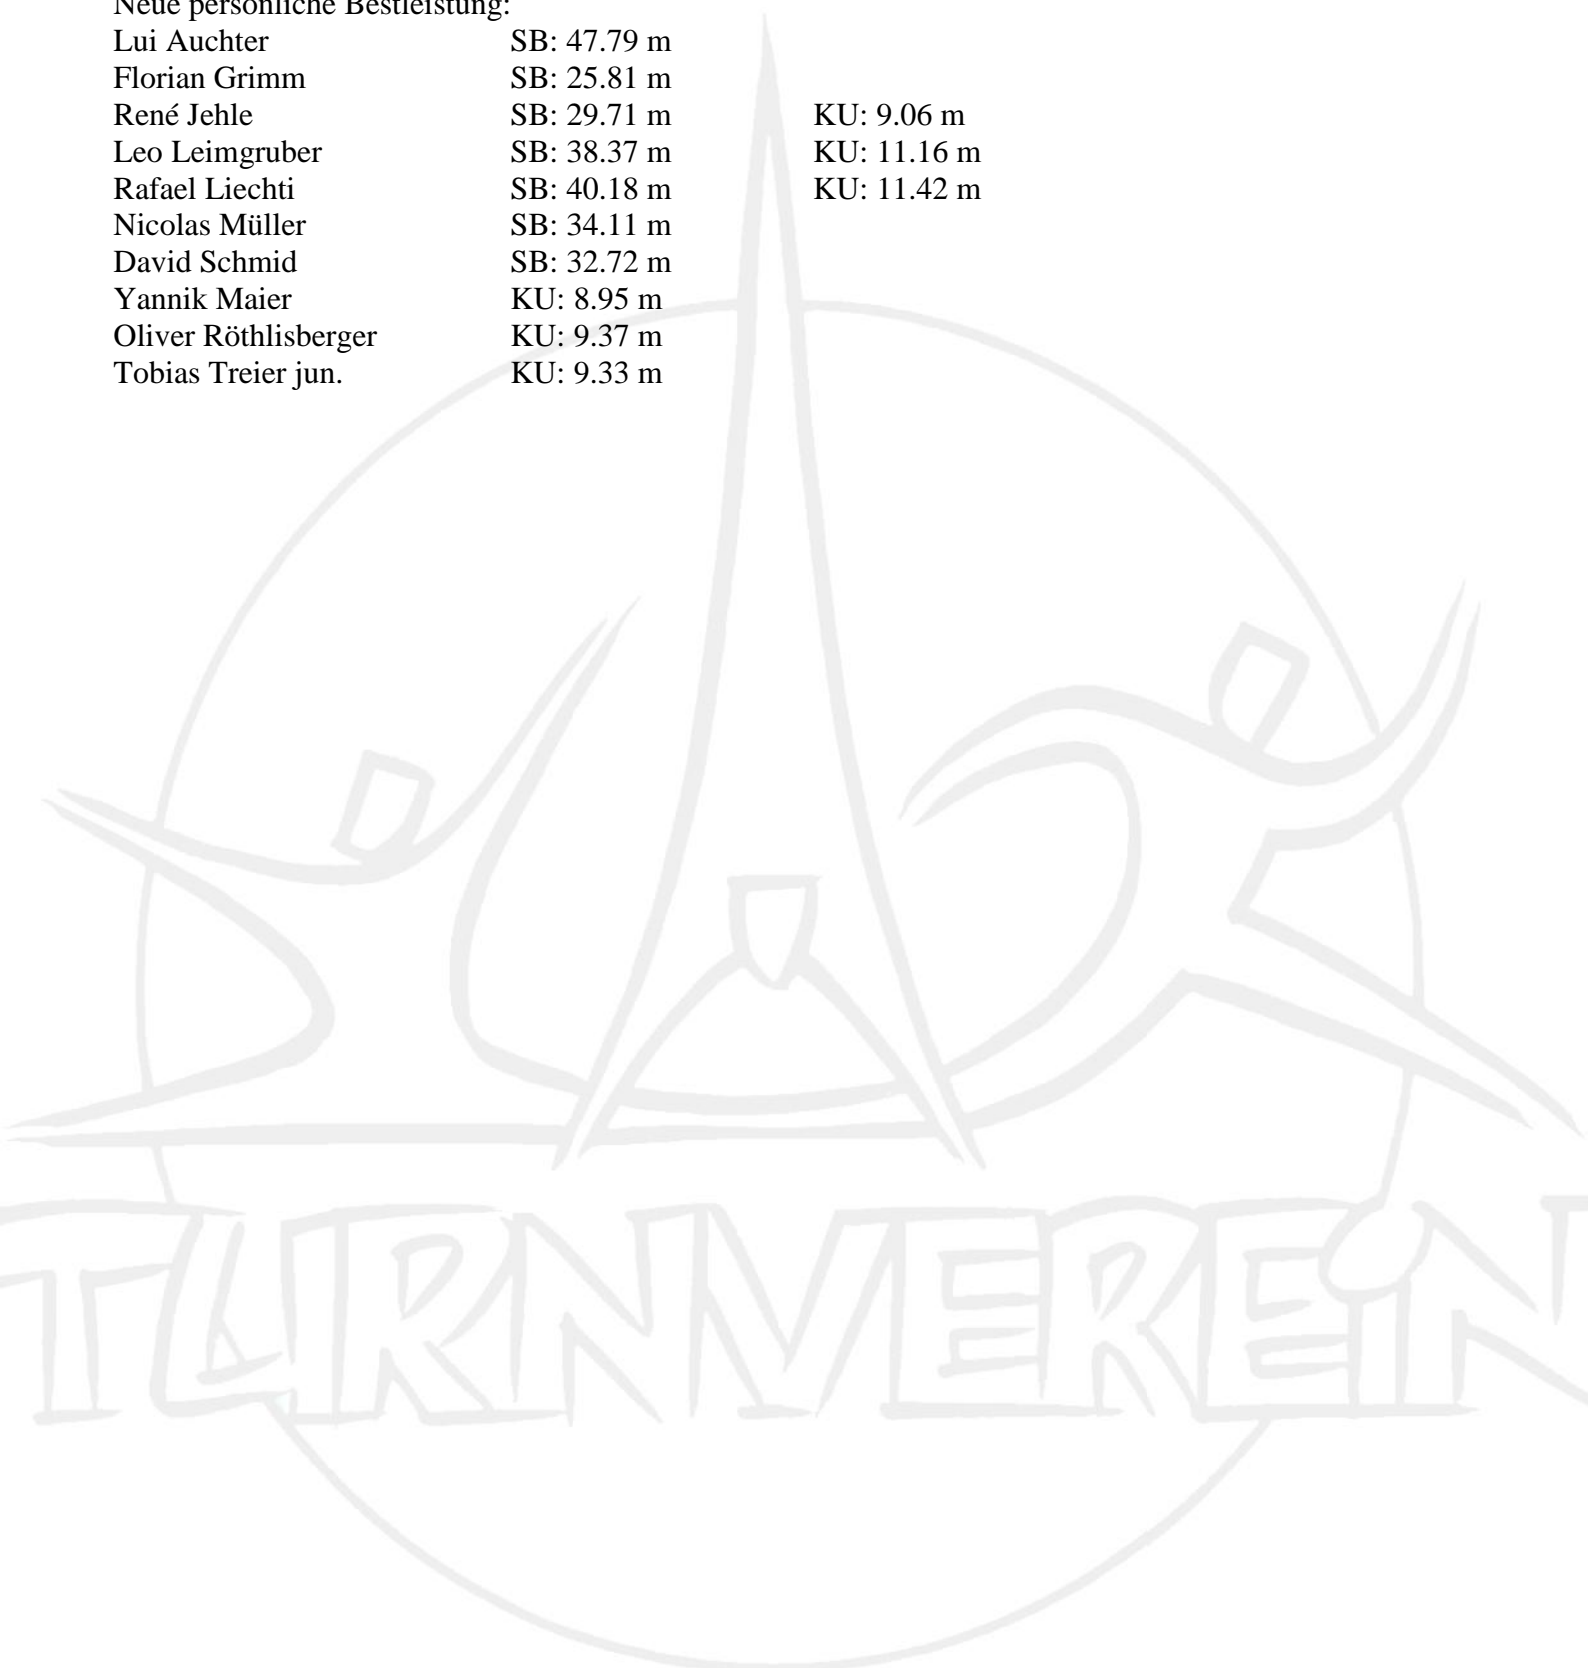 Neue persönliche Bestleistung:
Lui Auchter SB: 47.79 m
Florian Grimm SB: 25.81 m
René Jehle SB: 29.71 m KU: 9.06 m
Leo Leimgruber SB: 38.37 m KU: 11.16 m
Rafael Liechti SB: 40.18 m KU: 11.42 m
Nicolas Müller SB: 34.11 m
David Schmid SB: 32.72 m
Yannik Maier KU: 8.95 m
Oliver Röthlisberger KU: 9.37 m
Tobias Treier jun. KU: 9.33 m
TURNVEREiN